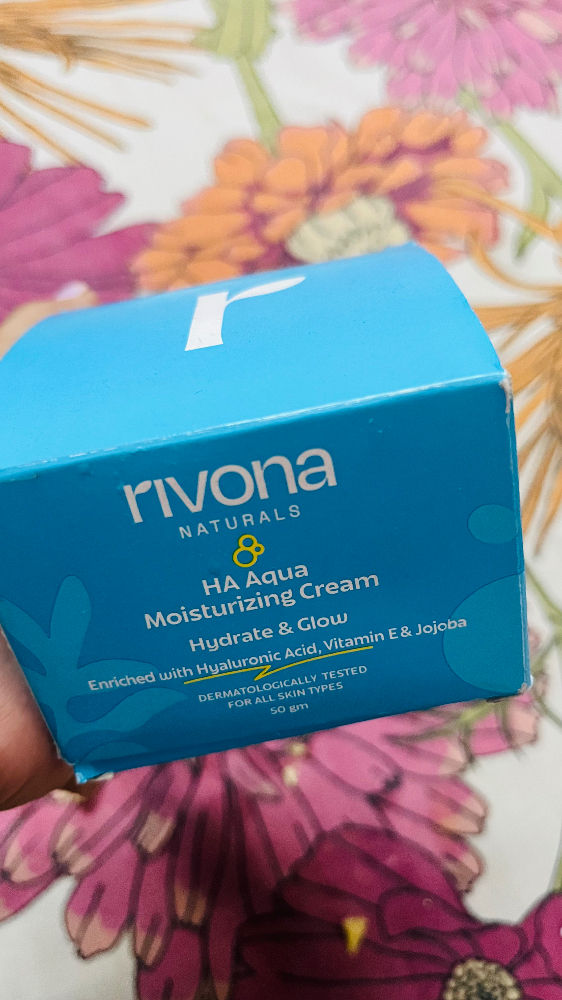 r
rivona
NATURALS
HA Aqua
Moisturizing Cream
Hydrate & Glow
Enriched with Hyaluronic Acid, Vitamin E & Jojoba
DERMATOLOGICALLY TESTED
FOR ALL SKIN TYPES
50 gm